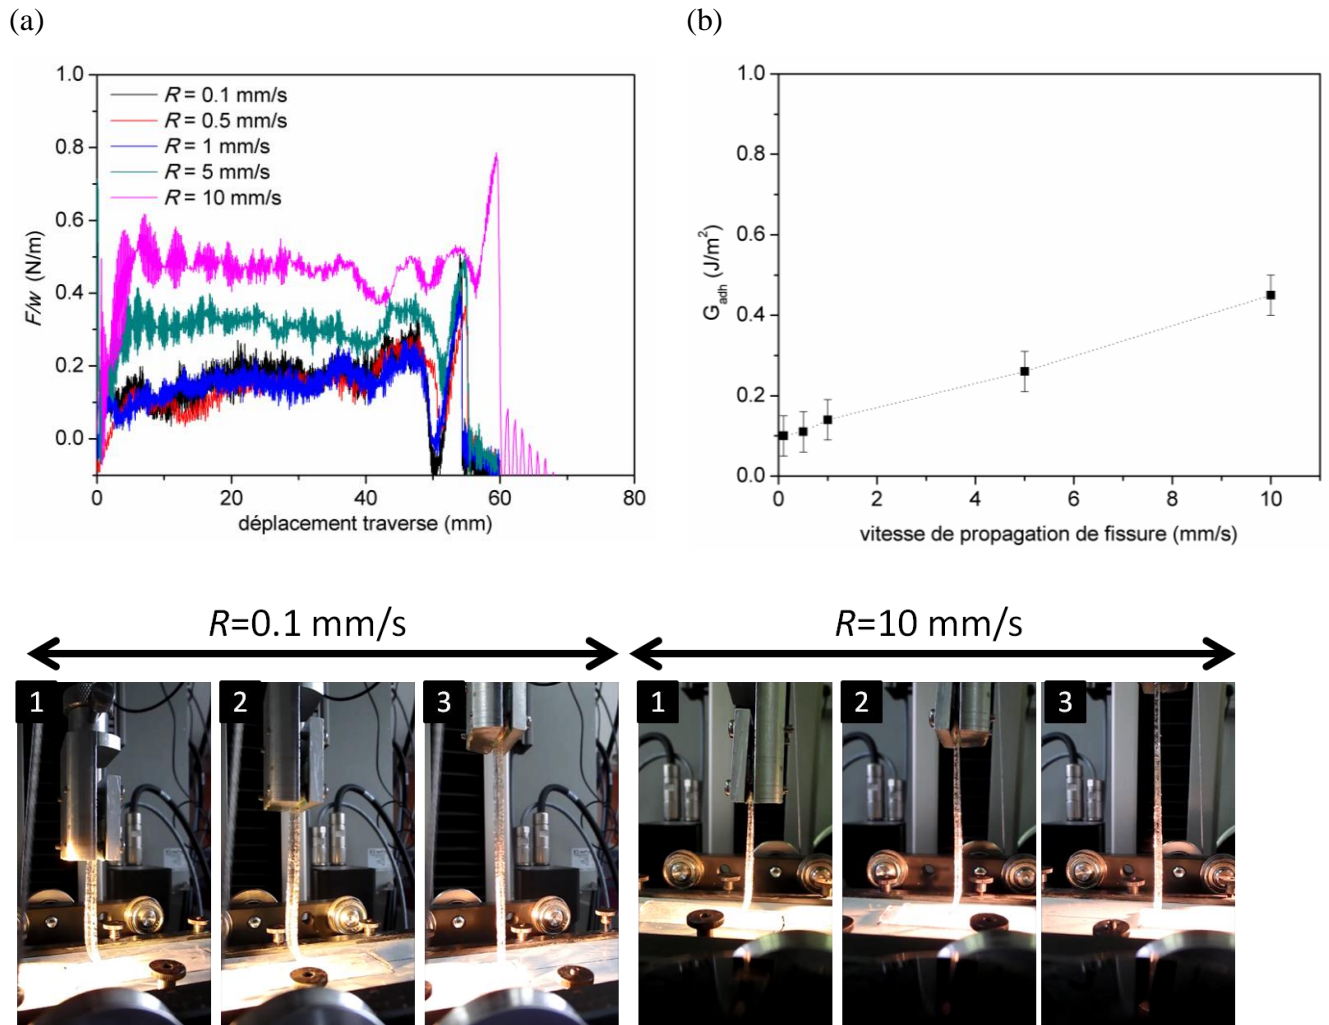 (a)
(b)
1.0
0.8
0.6
0.4
0.2
0.0
F/w (N/m)
R = 0.1 mm/s
R = 0.5 mm/s
R = 1 mm/s
R = 5 mm/s
R = 10 mm/s
0 20 40 60 80
déplacement traverse (mm)
1.0
0.8
0.6
0.4
0.2
0.0
G_adh (J/m²)
0 2 4 6 8 10
vitesse de propagation de fissure (mm/s)
R=0.1 mm/s
R=10 mm/s
1
2
3
1
2
3